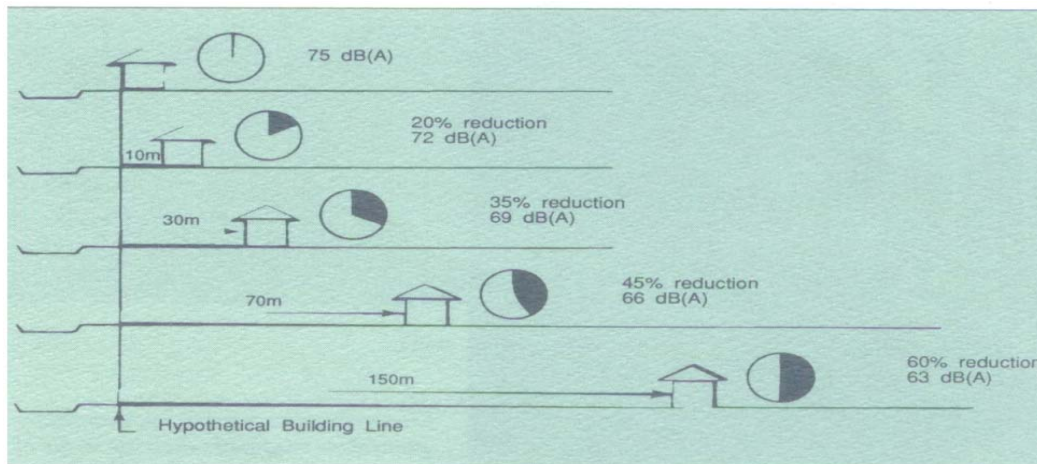 75 dB(A)
20% reduction
72 dB(A)
10m
35% reduction
69 dB(A)
30m
45% reduction
66 dB(A)
70m
60% reduction
63 dB(A)
150m
Hypothetical Building Line